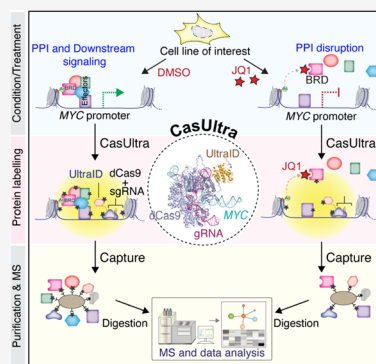 Condition/Treatment
PPI and Downstream
signaling
Cell line of interest
PPI disruption
DMSO
JQ1
BRD
BRD
Effectors
MYC promoter
MYC promoter
CasUltra
CasUltra
CasUltra
Protein labelling
UltraID
dCas9
+
sgRNA
UltraID
dCas9
MYC
gRNA
JQ1
Capture
Capture
Purification & MS
Digestion
MS and data analysis
Digestion